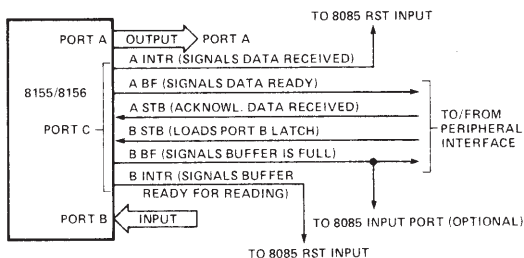 TO 8085 RST INPUT
PORT A
OUTPUT
PORT A
A INTR (SIGNALS DATA RECEIVED)
A BF (SIGNALS DATA READY)
8155/8156
A STB (ACKNOWL. DATA RECEIVED)
TO/FROM
PERIPHERAL
INTERFACE
PORT C
B STB (LOADS PORT B LATCH)
B BF (SIGNALS BUFFER IS FULL)
B INTR (SIGNALS BUFFER
READY FOR READING)
PORT B
INPUT
TO 8085 INPUT PORT (OPTIONAL)
TO 8085 RST INPUT